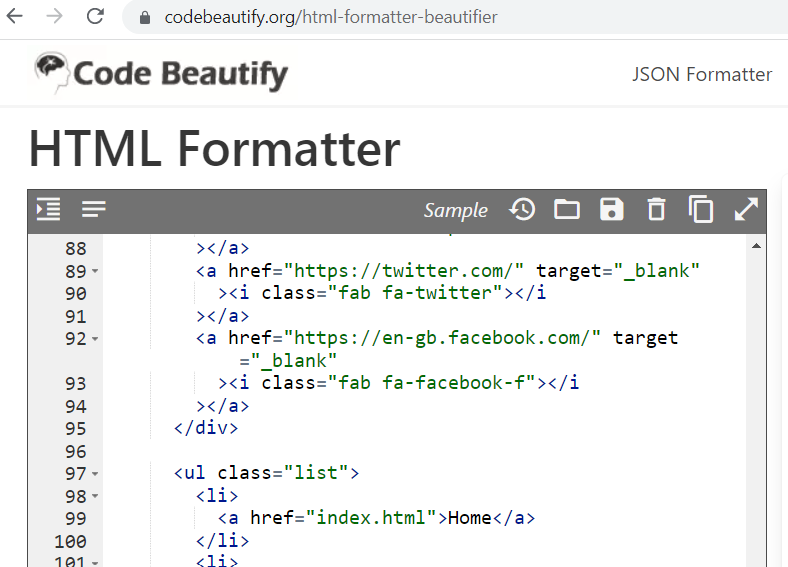 codebeautify.org/html-formatter-beautifier
Code Beautify
JSON Formatter
HTML Formatter
Sample
88 ></a>
89 <a href="https://twitter.com/" target="_blank"
90 ><i class="fab fa-twitter"></i
91 ></a>
92 <a href="https://en-gb.facebook.com/" target
="_blank"
93 ><i class="fab fa-facebook-f"></i
94 ></a>
95 </div>
96
97 <ul class="list">
98 <li>
99 <a href="index.html">Home</a>
100 </li>
101 <li>